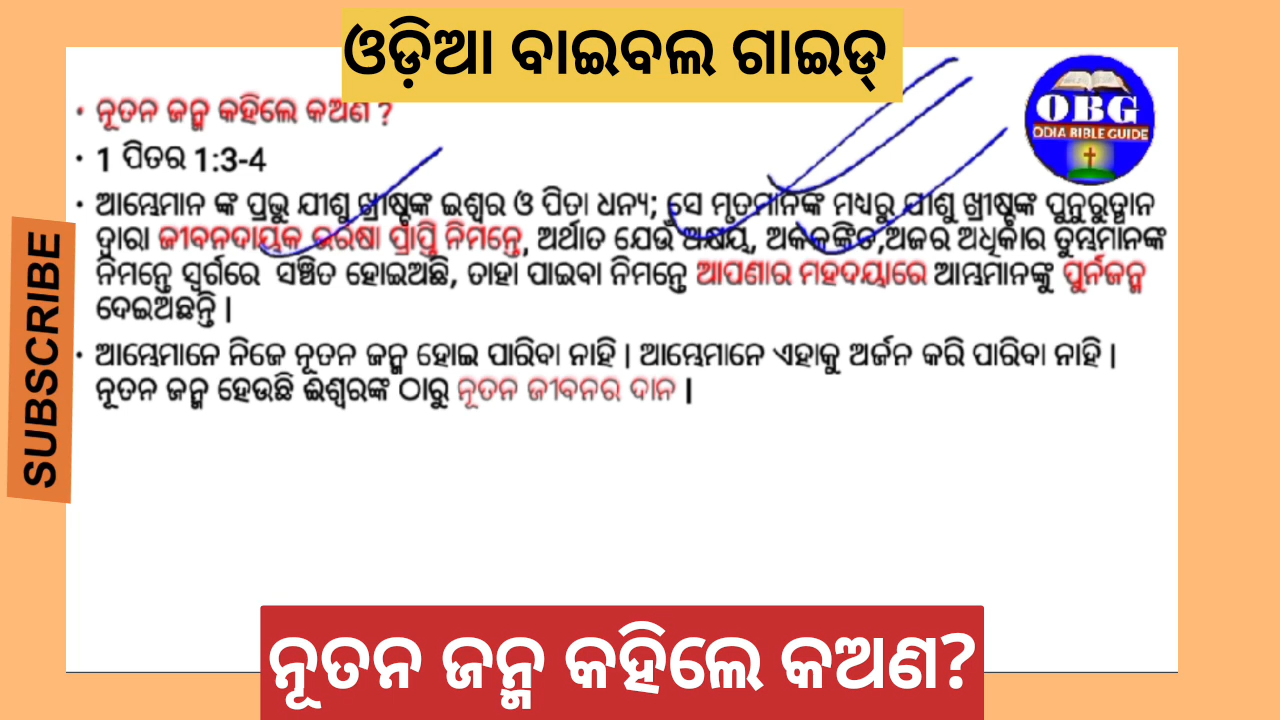 ଓଡ଼ିଆ ବାଇବଲ ଗାଇଡ୍
• ନୂତନ ଜନ୍ମ କହିଲେ କଅଣ ?
• 1 ପିତର 1:3-4
• ଆମ୍ଭେମାନ ଙ୍କ ପ୍ରଭୁ ଯୀଶୁ ଖ୍ରୀଷ୍ଟଙ୍କ ଇଶ୍ୱର ଓ ପିତା ଧନ୍ୟ; ସେ ମୃତମାନଙ୍କ ମଧ୍ୟରୁ ଯୀଶୁ ଖ୍ରୀଷ୍ଟଙ୍କ ପୁନୁରୁତ୍ଥାନ
ଦ୍ୱାରା ଜୀବନଦାୟକ ଭରଷା ପ୍ରାପ୍ତି ନିମନ୍ତେ, ଅର୍ଥାତ ଯେଉଁ ଅକ୍ଷୟ, ଅକଳଙ୍କିତ,ଅଜର ଅଧିକାର ତୁମ୍ଭମାନଙ୍କ
ନିମନ୍ତେ ସ୍ୱର୍ଗରେ ସଞ୍ଚିତ ହୋଇଅଛି, ତାହା ପାଇବା ନିମନ୍ତେ ଆପଣାର ମହଦୟାରେ ଆମ୍ଭମାନଙ୍କୁ ପୁର୍ନଜନ୍ମ
ଦେଇଅଛନ୍ତି |
• ଆମ୍ଭେମାନେ ନିଜେ ନୂତନ ଜନ୍ମ ହୋଇ ପାରିବା ନାହି | ଆମ୍ଭେମାନେ ଏହାକୁ ଅର୍ଜନ କରି ପାରିବା ନାହି |
ନୂତନ ଜନ୍ମ ହେଉଛି ଈଶ୍ୱରଙ୍କ ଠାରୁ ନୂତନ ଜୀବନର ଦାନ |
OBG
ODIA BIBLE GUIDE
SUBSCRIBE
ନୂତନ ଜନ୍ମ କହିଲେ କଅଣ?